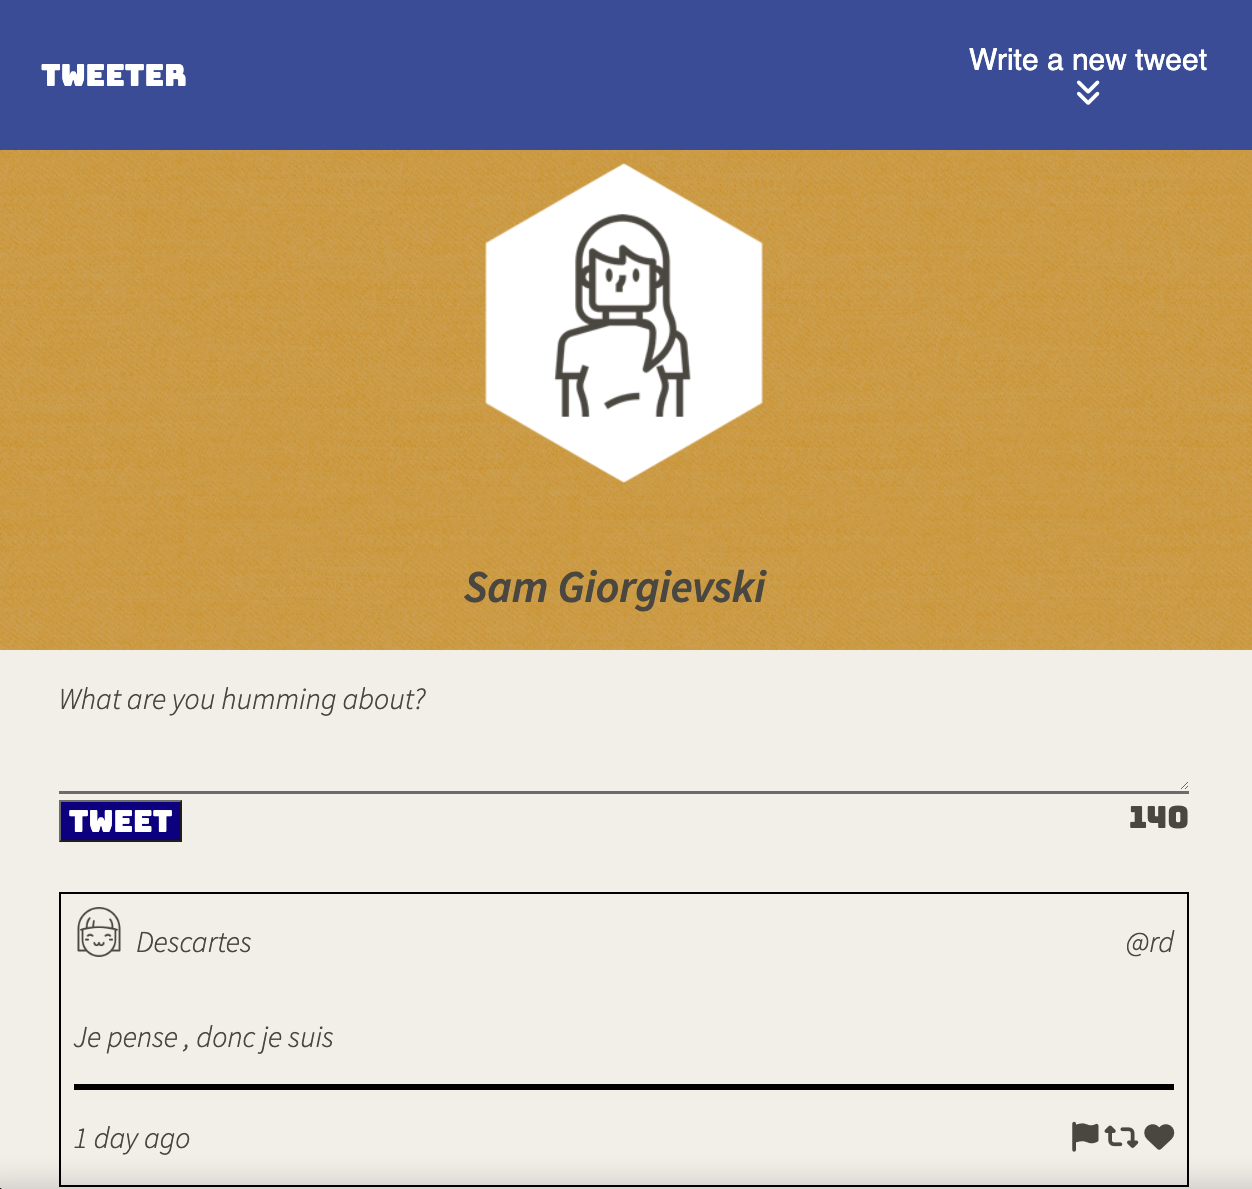 TWEETER
Write a new tweet
Sam Giorgievski
What are you humming about?
TWEET
140
Descartes
@rd
Je pense , donc je suis
1 day ago